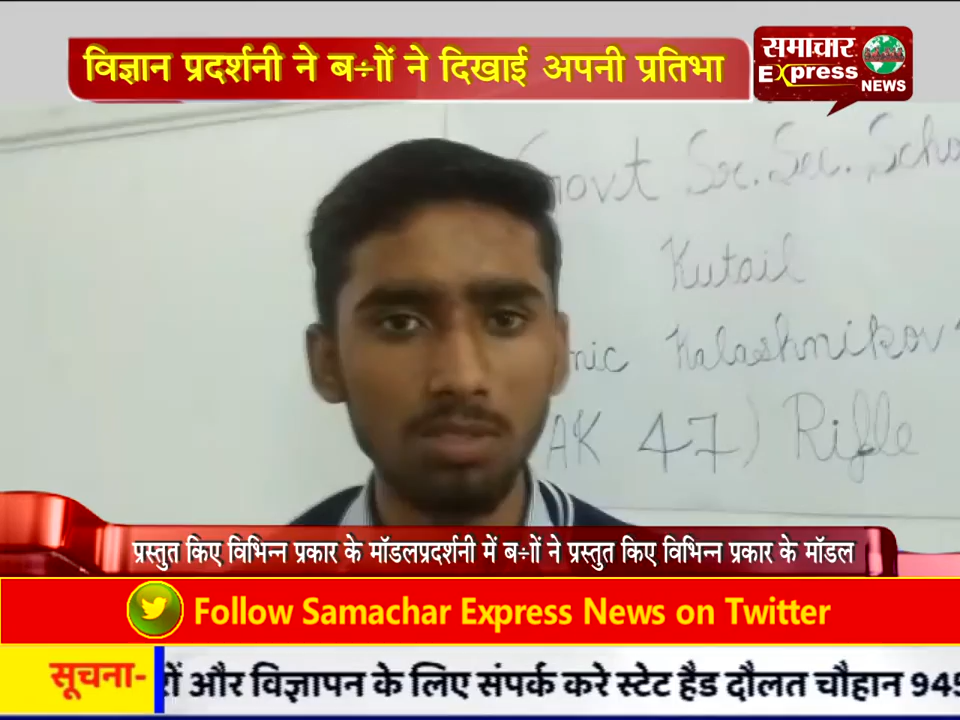 विज्ञान प्रदर्शनी ने ब÷ाों ने दिखाई अपनी प्रतिभा
समाचार
Express
NEWS
Govt Sr. Sec. Scho
Kutail
nic Kalashnikov
AK 47) Rifle
प्रस्तुत किए विभिन्न प्रकार के मॉडलप्रदर्शनी में ब÷ाों ने प्रस्तुत किए विभिन्न प्रकार के मॉडल
Follow Samachar Express News on Twitter
सूचना- रों और विज्ञापन के लिए संपर्क करे स्टेट हैड दौलत चौहान 945